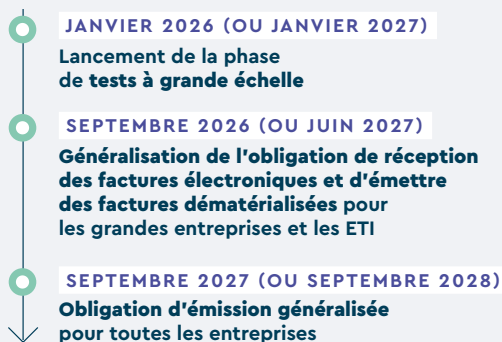 JANVIER 2026 (OU JANVIER 2027)
Lancement de la phase
de tests à grande échelle
SEPTEMBRE 2026 (OU JUIN 2027)
Généralisation de l'obligation de réception
des factures électroniques et d'émettre
des factures dématérialisées pour
les grandes entreprises et les ETI
SEPTEMBRE 2027 (OU SEPTEMBRE 2028)
Obligation d'émission généralisée
pour toutes les entreprises